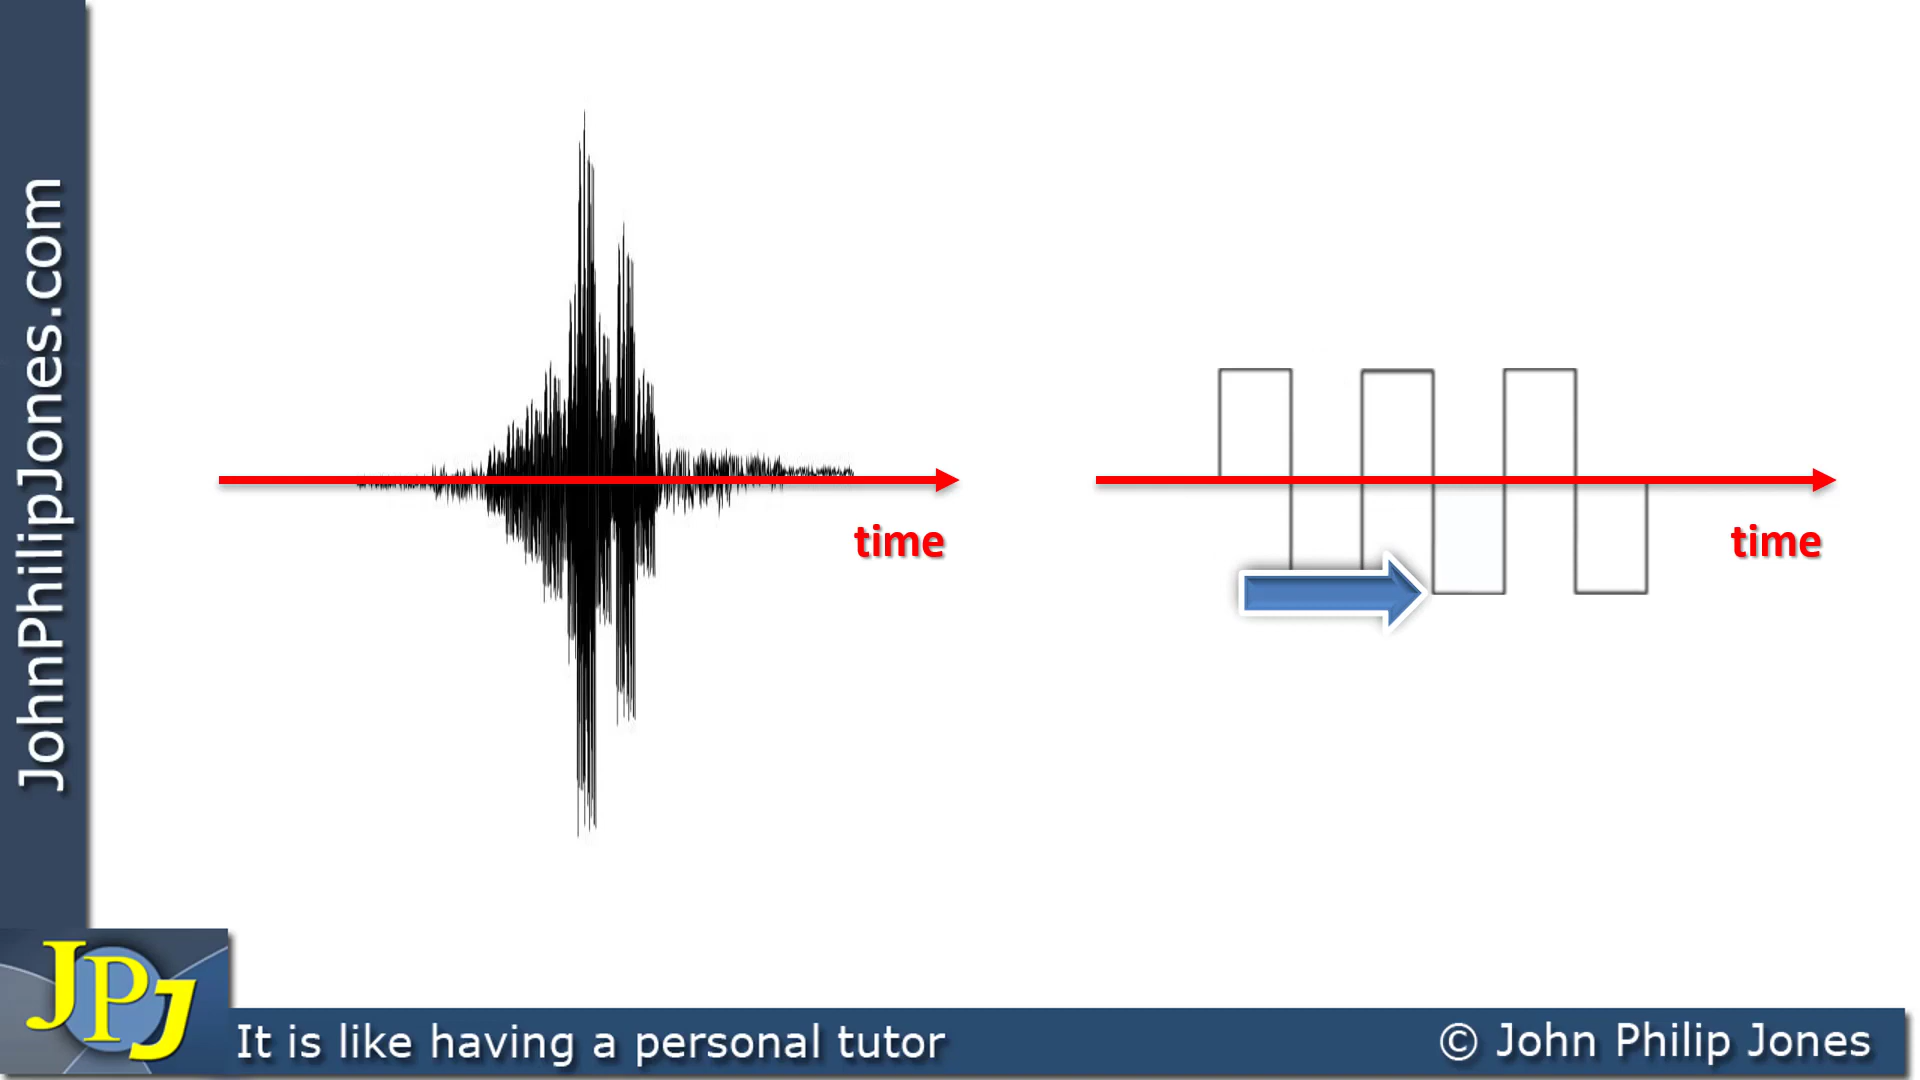 JohnPhilipJones.com
time
time
JPJ
It is like having a personal tutor
© John Philip Jones